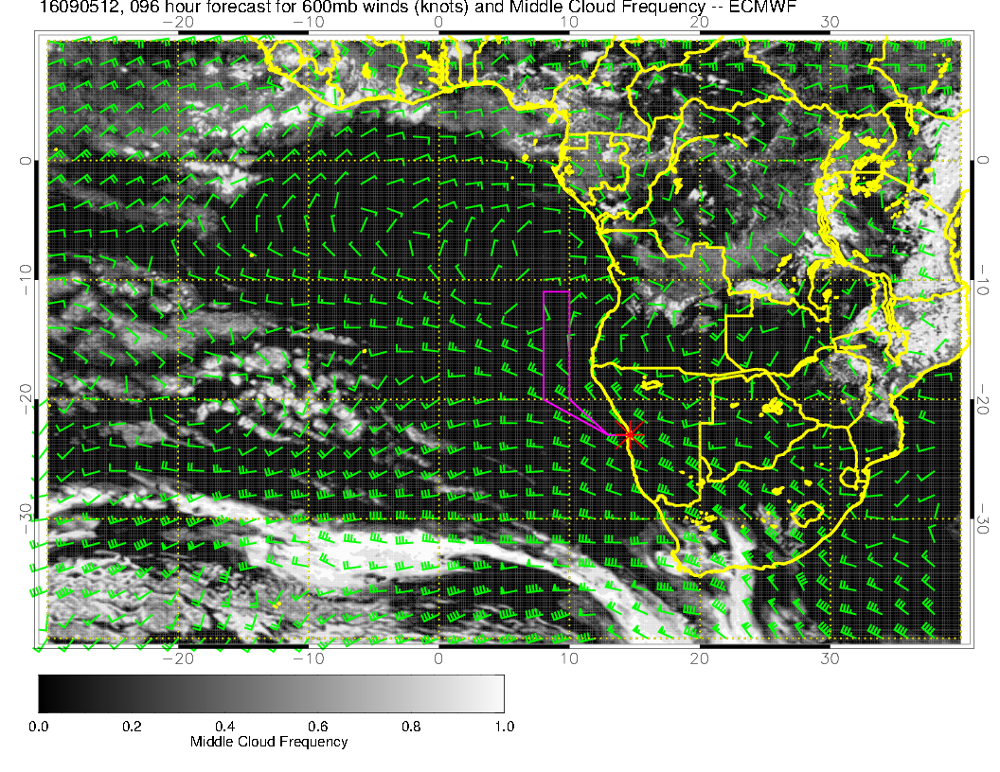 16090512, 096 hour forecast for 600mb winds (knots) and Middle Cloud Frequency -- ECMWF
−20 −10 0 10 20 30
0 0
−10 −10
−20 −20
−30 −30
−20 −10 0 10 20 30
0.0 0.2 0.4 0.6 0.8 1.0
Middle Cloud Frequency